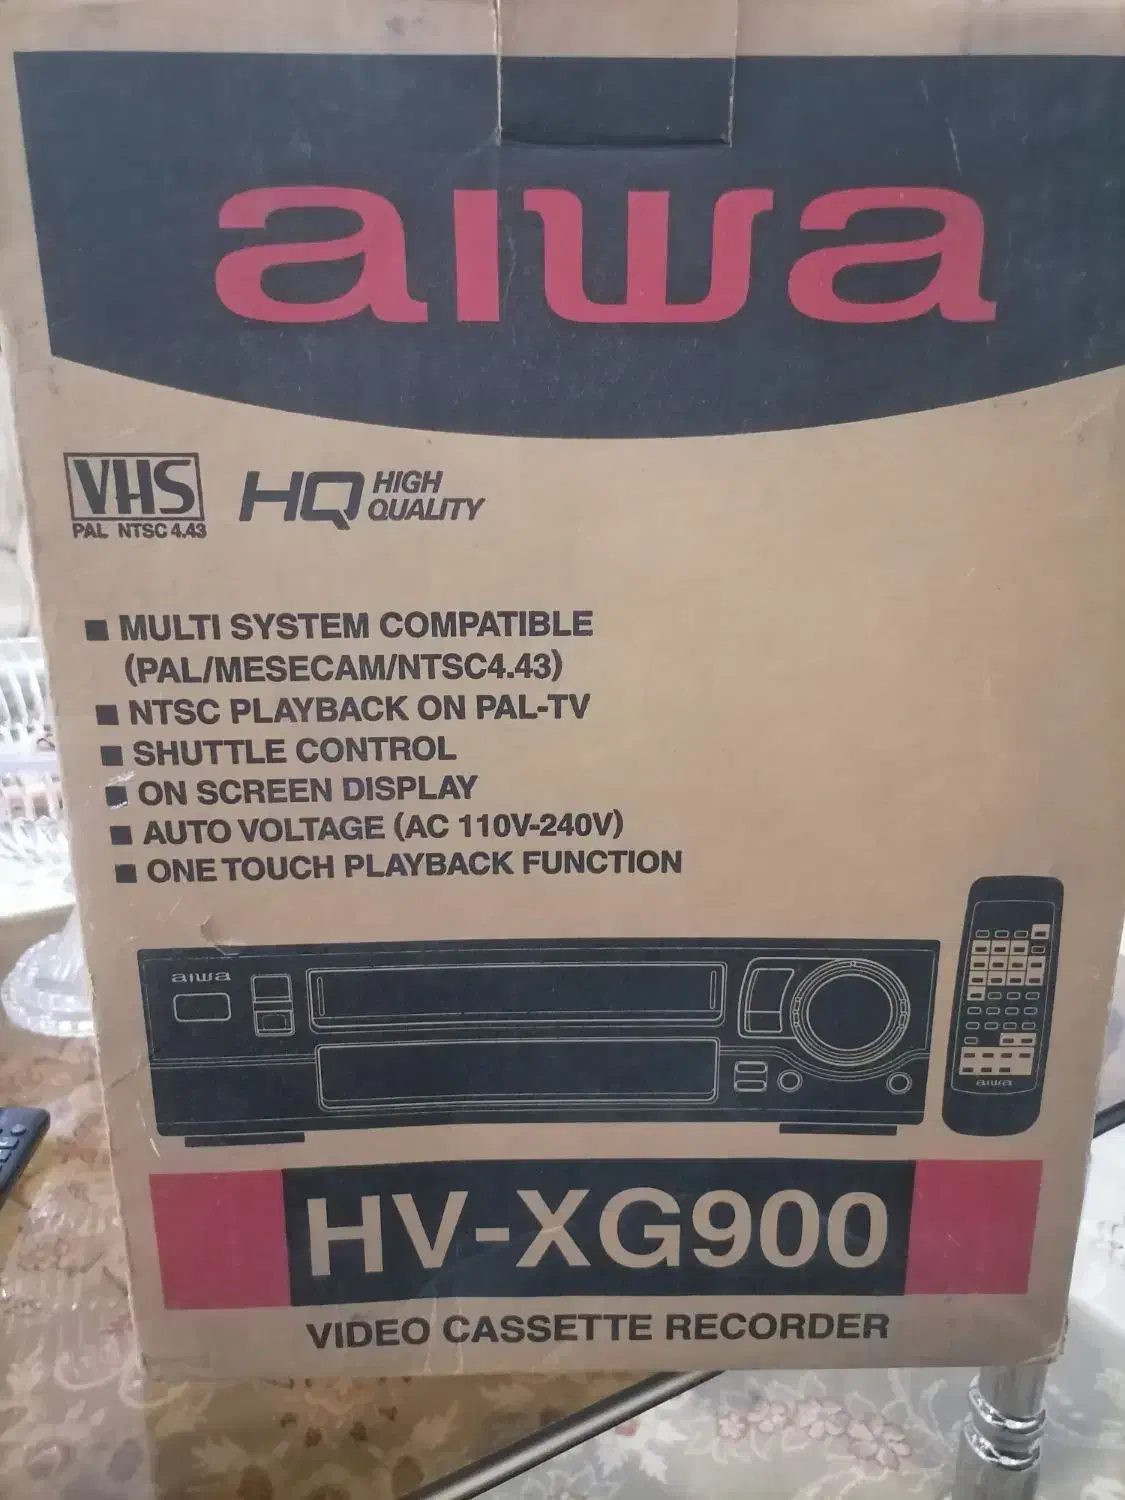 aiwa
VHS
PAL NTSC 4.43
HQ HIGH QUALITY
■ MULTI SYSTEM COMPATIBLE
(PAL/MESECAM/NTSC4.43)
■ NTSC PLAYBACK ON PAL-TV
■ SHUTTLE CONTROL
■ ON SCREEN DISPLAY
■ AUTO VOLTAGE (AC 110V-240V)
■ ONE TOUCH PLAYBACK FUNCTION
aiwa
aiwa
HV-XG900
VIDEO CASSETTE RECORDER